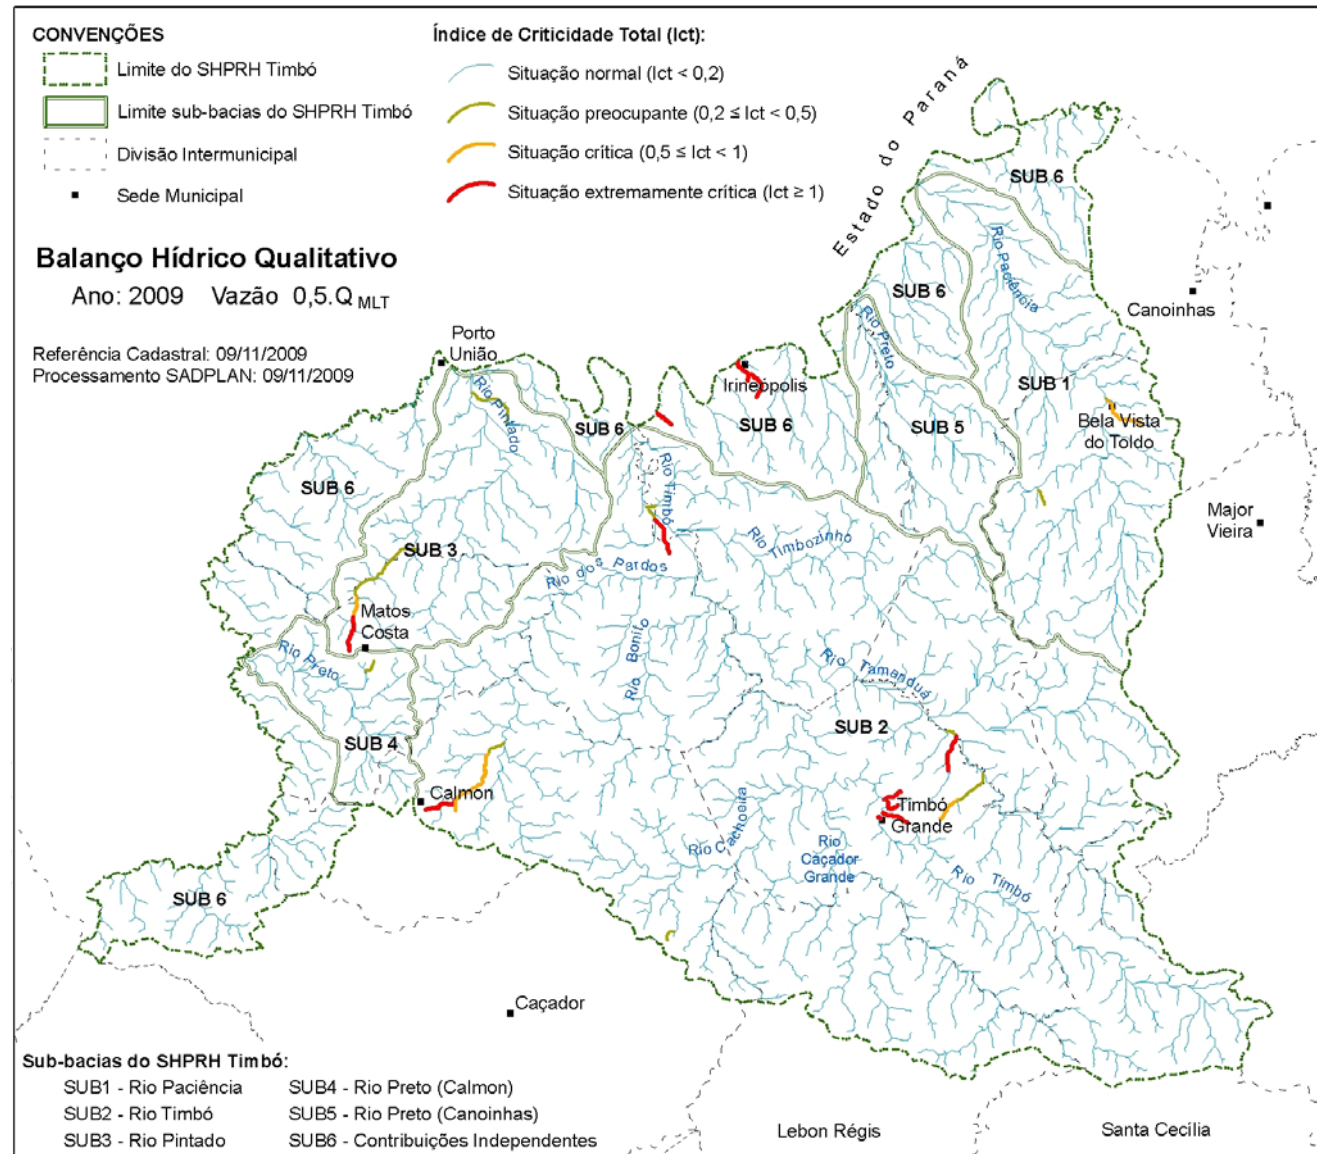 CONVENÇÕES
Limite do SHPRH Timbó
Limite sub-bacias do SHPRH Timbó
Divisão Intermunicipal
Sede Municipal
Índice de Criticidade Total (Ict):
Situação normal (Ict < 0,2)
Situação preocupante (0,2 ≤ Ict < 0,5)
Situação crítica (0,5 ≤ Ict < 1)
Situação extremamente crítica (Ict ≥ 1)
Balanço Hídrico Qualitativo
Ano: 2009 Vazão 0,5.Q MLT
Referência Cadastral: 09/11/2009
Processamento SADPLAN: 09/11/2009
Estado do Paraná
SUB 6
Rio Paciência
SUB 6
Canoinhas
Rio Preto
Porto
União
Irineópolis
Rio Pintado
SUB 6
SUB 6
SUB 5
SUB 1
Bela Vista
do Toldo
SUB 6
Rio Timbó
Major
Vieira
Rio Timbozinho
SUB 3
Rio dos Pardos
Matos
Costa
Rio Preto
Rio Bonito
Rio Tamanduá
SUB 2
SUB 4
Calmon
Timbó
Grande
Rio Cachoeira
Rio
Caçador
Grande
Rio Timbó
SUB 6
Caçador
Lebon Régis
Santa Cecília
Sub-bacias do SHPRH Timbó:
SUB1 - Rio Paciência
SUB2 - Rio Timbó
SUB3 - Rio Pintado
SUB4 - Rio Preto (Calmon)
SUB5 - Rio Preto (Canoinhas)
SUB6 - Contribuições Independentes